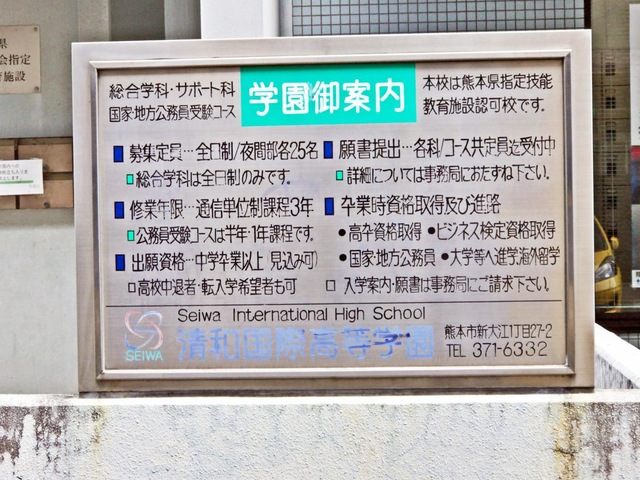 県
会指定
育施設
総合学科・サポート科
国家・地方公務員受験コース
学園御案内
本校は熊本県指定技能
教育施設認可校です。
募集定員…全日制/夜間部各25名
総合学科は全日制のみです。
修業年限…通信単位制課程3年
公務員受験コースは半年・1年課程です。
出願資格…中学卒業以上(見込み可)
高校中退者・転入学希望者も可
願書提出…各科/コース共定員迄受付中
詳細については事務局におたずね下さい。
卒業時資格取得及び進路
●高卒資格取得 ●ビジネス検定資格取得
●国家・地方公務員 ●大学等へ進学,海外留学
入学案内・願書は事務局にご請求下さい。
SEIWA
Seiwa International High School
清和国際高等学園
熊本市新大江1丁目27-2
TEL 371-6332